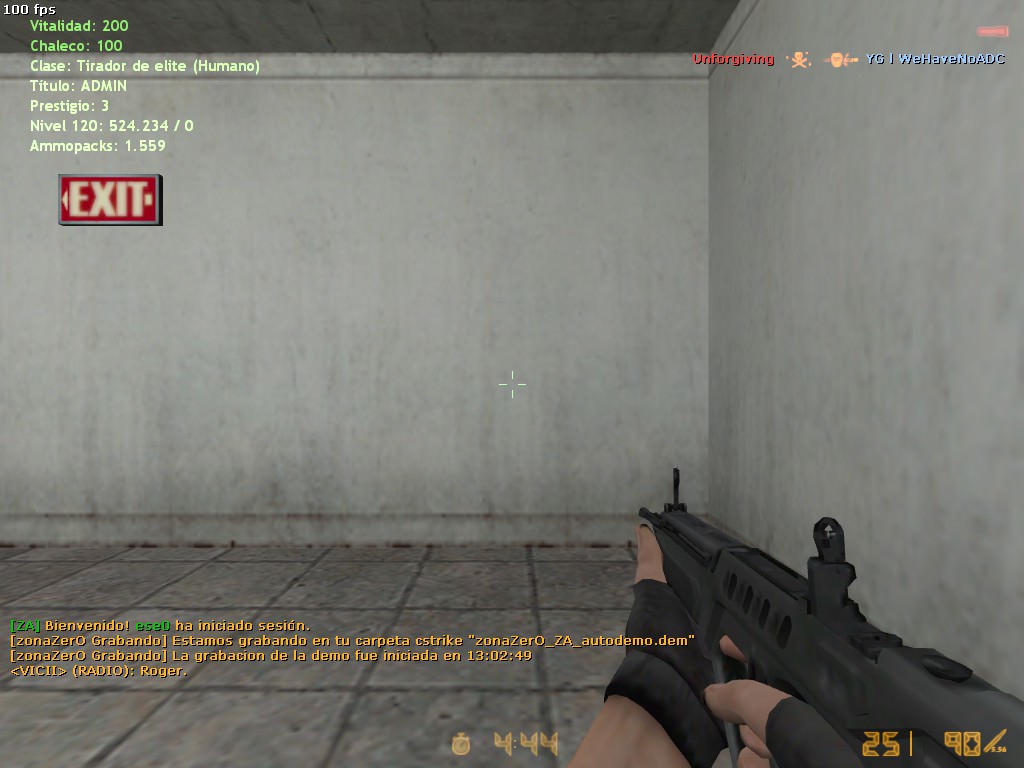 100 fps
Vitalidad: 200
Chaleco: 100
Clase: Tirador de elite (Humano)
Título: ADMIN
Prestigio: 3
Nivel 120: 524.234 / 0
Ammopacks: 1.559
Unforgiving YG | WeHaveNoADC
EXIT
[ZA] Bienvenido! ese0 ha iniciado sesión.
[zonaZerO Grabando] Estamos grabando en tu carpeta cstrike "zonaZerO_ZA_autodemo.dem"
[zonaZerO Grabando] La grabacion de la demo fue iniciada en 13:02:49
<VICII> (RADIO): Roger.
4:44 25 | 90 5.56